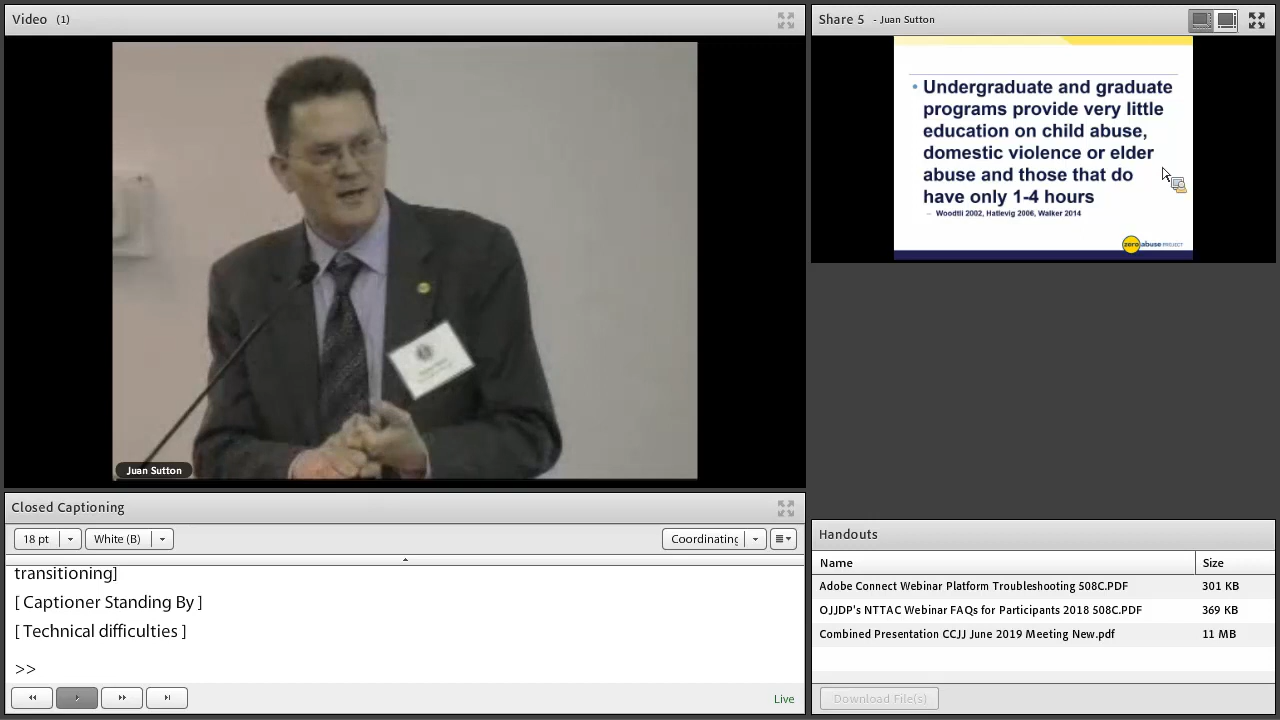 Video (1)
Juan Sutton
Share 5 - Juan Sutton
• Undergraduate and graduate
programs provide very little
education on child abuse,
domestic violence or elder
abuse and those that do
have only 1-4 hours
– Woodtli 2002, Hatlevig 2006, Walker 2014
zero abuse PROJECT
Closed Captioning
18 pt
White (B)
Coordinating
transitioning]
[ Captioner Standing By ]
[ Technical difficulties ]
>>
Live
Handouts
Name Size
Adobe Connect Webinar Platform Troubleshooting 508C.PDF 301 KB
OJJDP's NTTAC Webinar FAQs for Participants 2018 508C.PDF 369 KB
Combined Presentation CCJJ June 2019 Meeting New.pdf 11 MB
Download File(s)